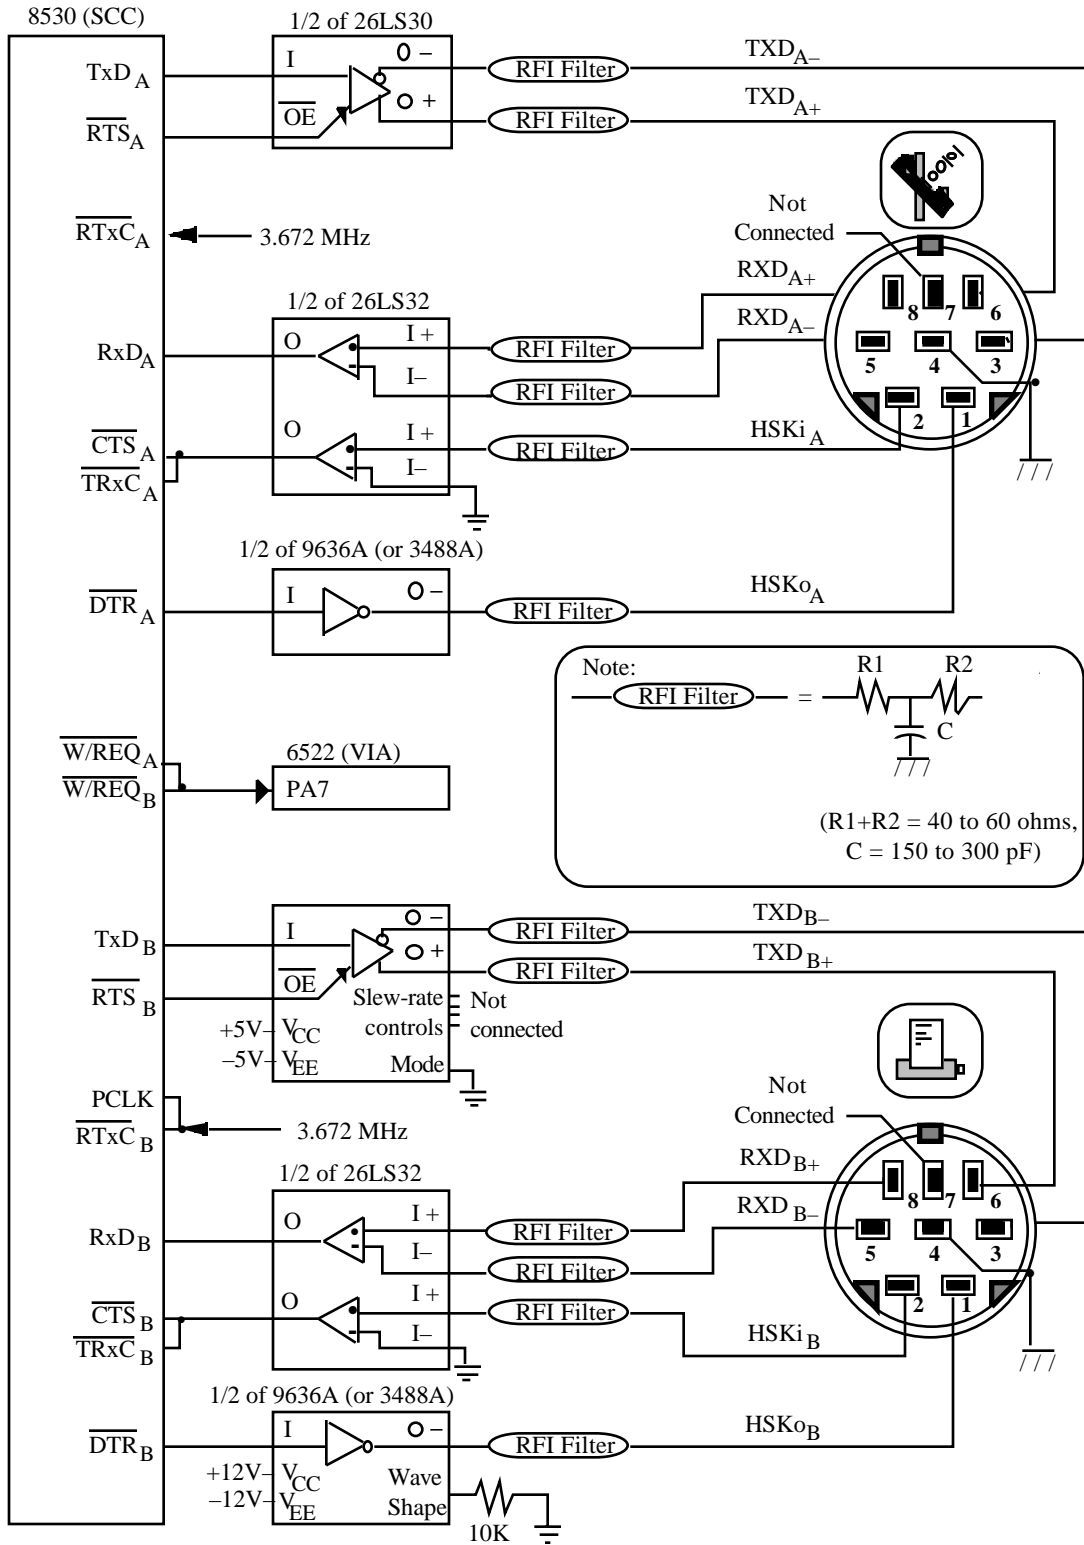 8530 (SCC)
1/2 of 26LS30
TxD A
RTS A
I
OE
O –
O +
RFI Filter
RFI Filter
TXD A–
TXD A+
RTxC A
3.672 MHz
Not
Connected
1/2 of 26LS32
RxD A
O
I +
I–
RFI Filter
RFI Filter
RXD A+
RXD A–
CTS A
TRxC A
O
I +
I–
RFI Filter
HSKi A
8
7
6
5
4
3
2
1
1/2 of 9636A (or 3488A)
DTR A
I
O –
RFI Filter
HSKo A
Note:
RFI Filter
=
R1
R2
C
(R1+R2 = 40 to 60 ohms,
C = 150 to 300 pF)
W/REQ A
W/REQ B
6522 (VIA)
PA7
TxD B
RTS B
I
OE
O –
O +
RFI Filter
RFI Filter
TXD B–
TXD B+
+5V– V CC
–5V– V EE
Slew-rate
controls
Not
connected
Mode
PCLK
RTxC B
3.672 MHz
Not
Connected
1/2 of 26LS32
RxD B
O
I +
I–
RFI Filter
RFI Filter
RXD B+
RXD B–
CTS B
TRxC B
O
I +
I–
RFI Filter
HSKi B
8
7
6
5
4
3
2
1
1/2 of 9636A (or 3488A)
DTR B
I
O –
RFI Filter
HSKo B
+12V– V CC
–12V– V EE
Wave
Shape
10K